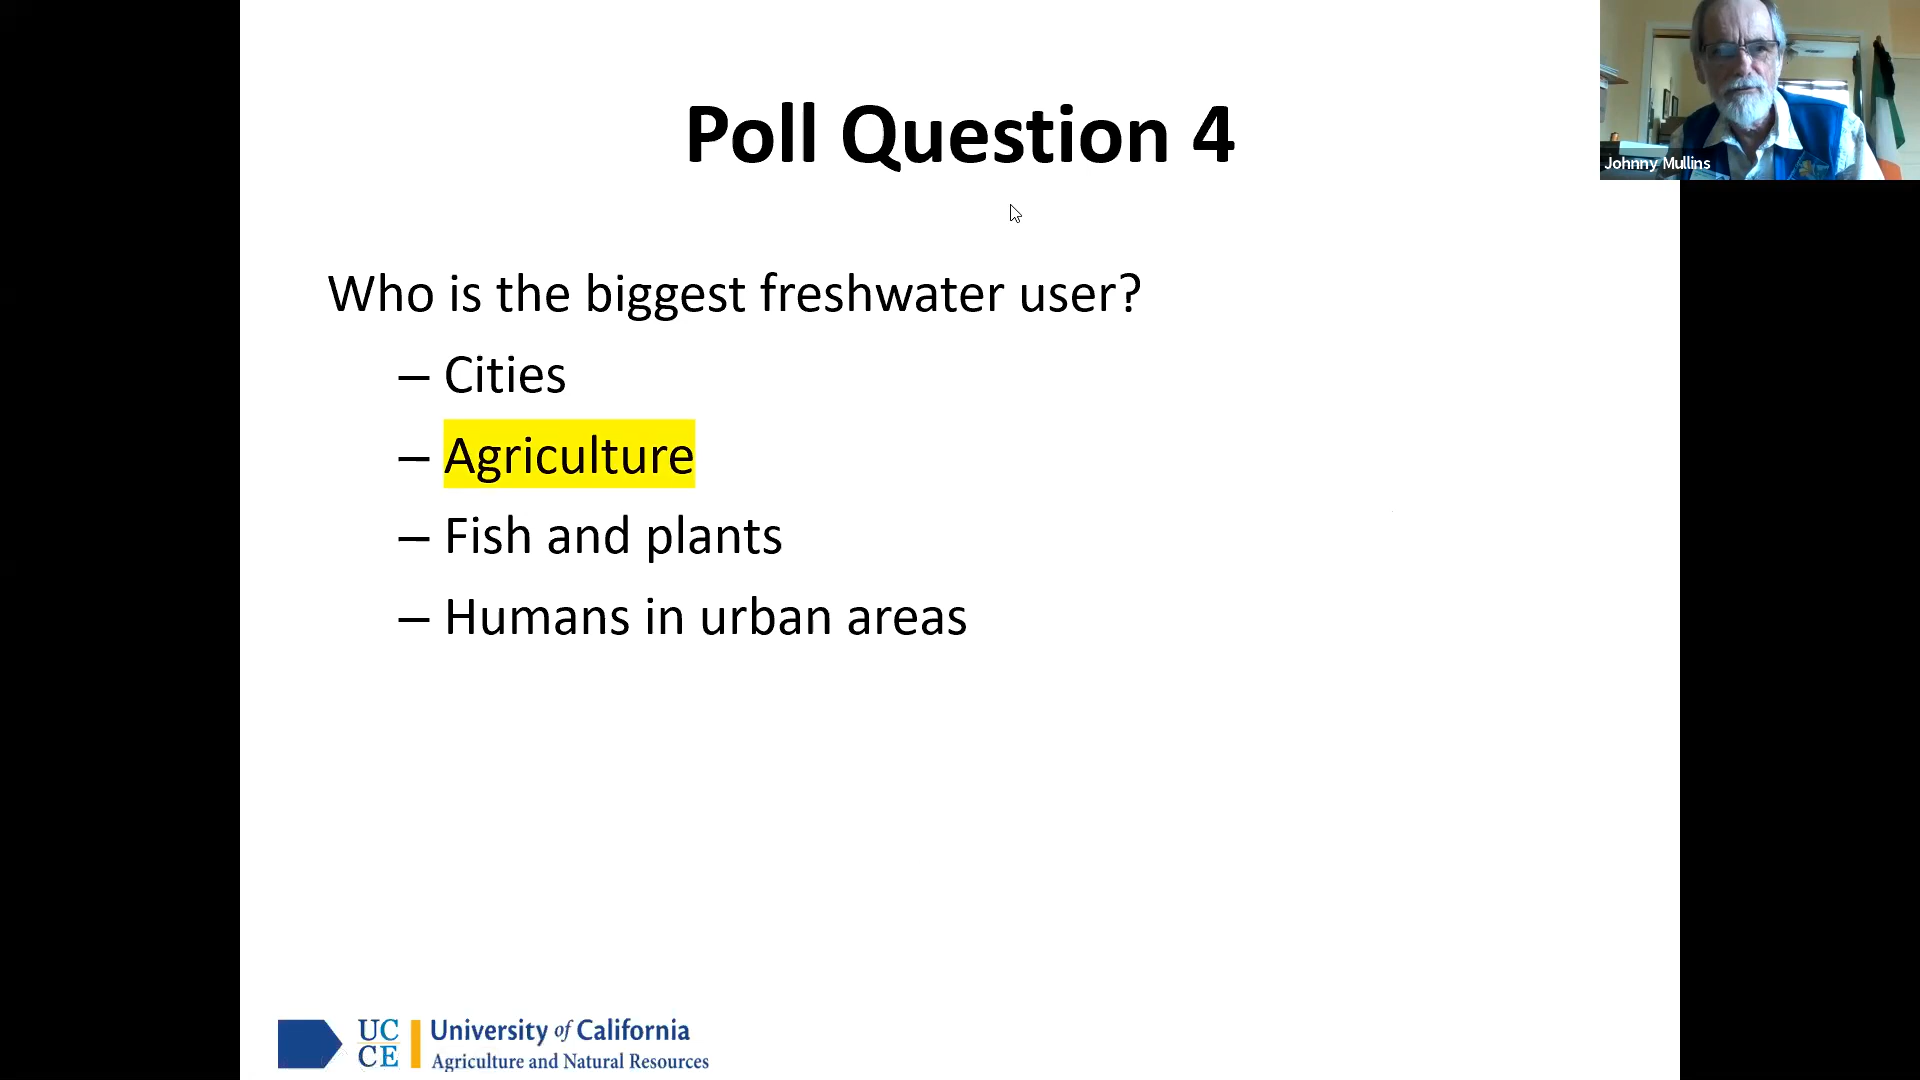 Poll Question 4
Johnny Mullins
Who is the biggest freshwater user?
– Cities
– Agriculture
– Fish and plants
– Humans in urban areas
UC
CE
University of California
Agriculture and Natural Resources